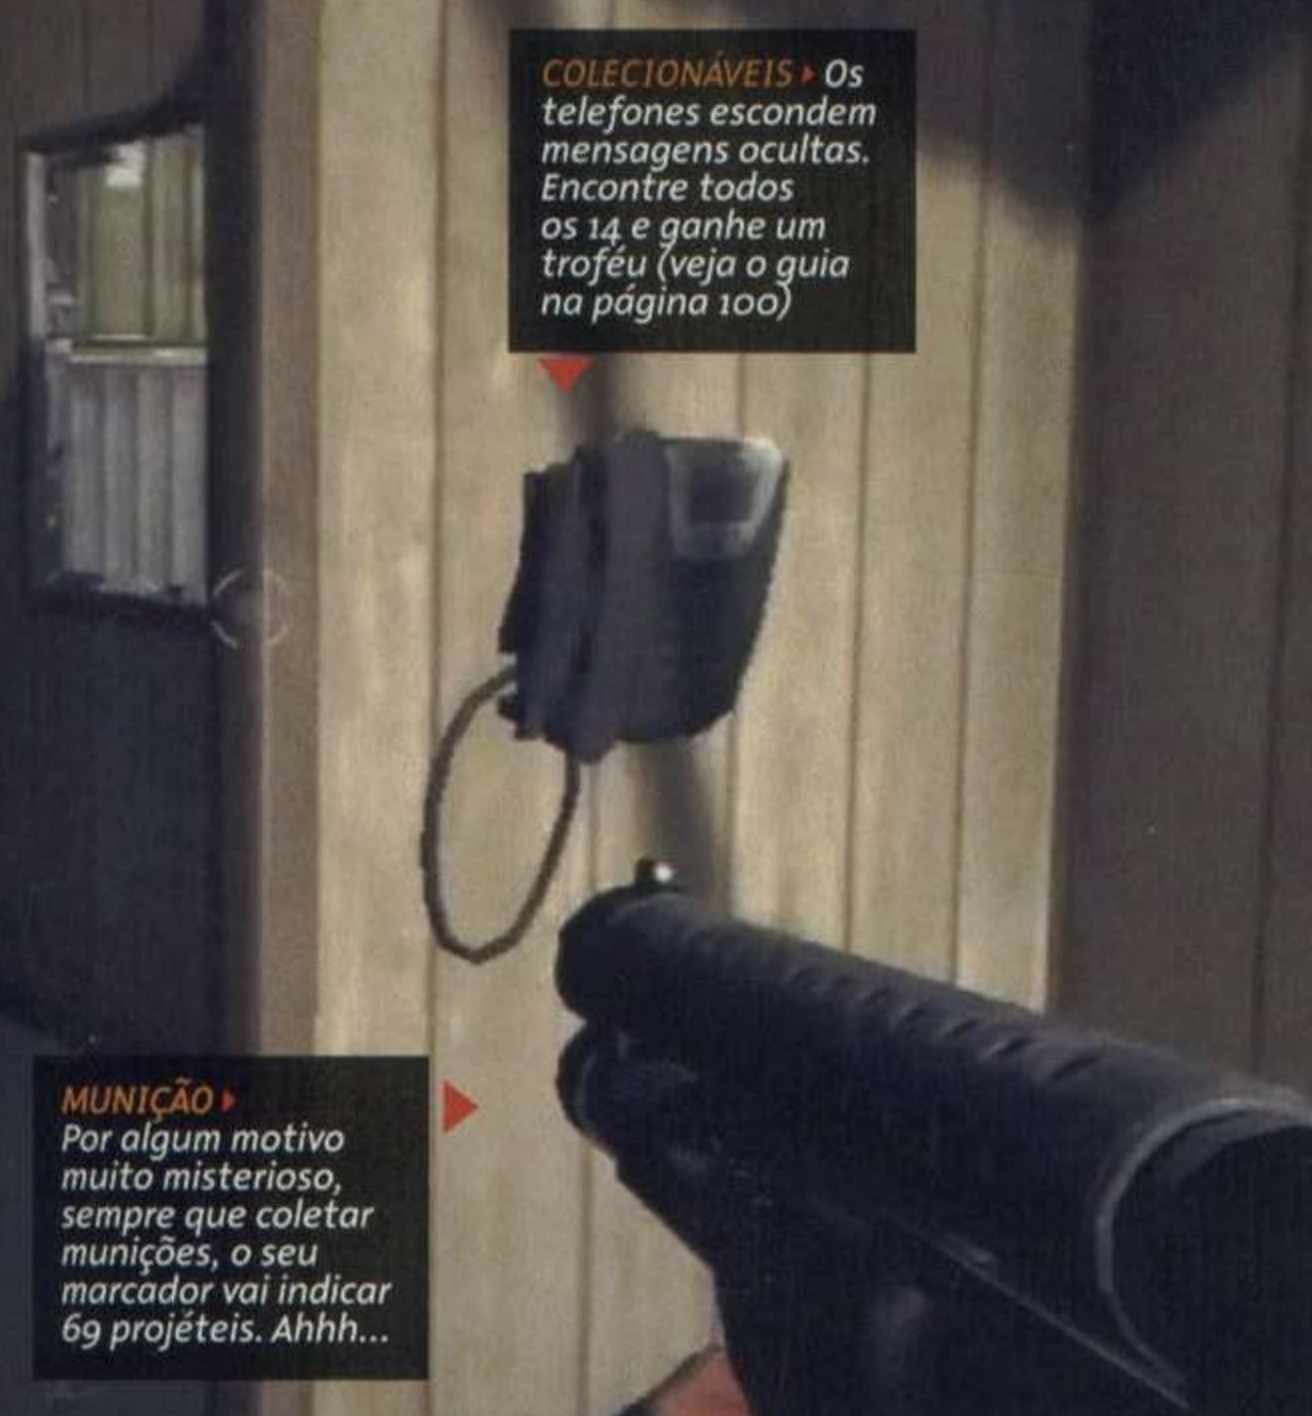 COLECIONÁVEIS ▸ Os
telefones escondem
mensagens ocultas.
Encontre todos
os 14 e ganhe um
troféu (veja o guia
na página 100)
MUNIÇÃO ▸
Por algum motivo
muito misterioso,
sempre que coletar
munições, o seu
marcador vai indicar
69 projéteis. Ahhh...